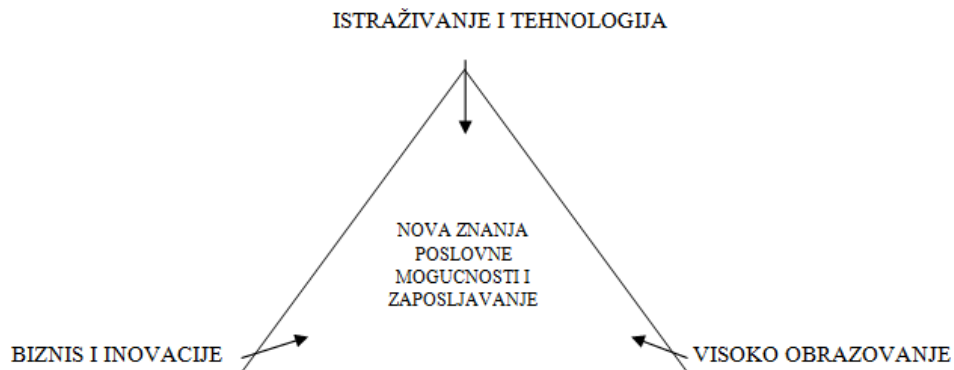 ISTRAŽIVANJE I TEHNOLOGIJA
NOVA ZNANJA
POSLOVNE
MOGUCNOSTI I
ZAPOSLJAVANJE
BIZNIS I INOVACIJE
VISOKO OBRAZOVANJE